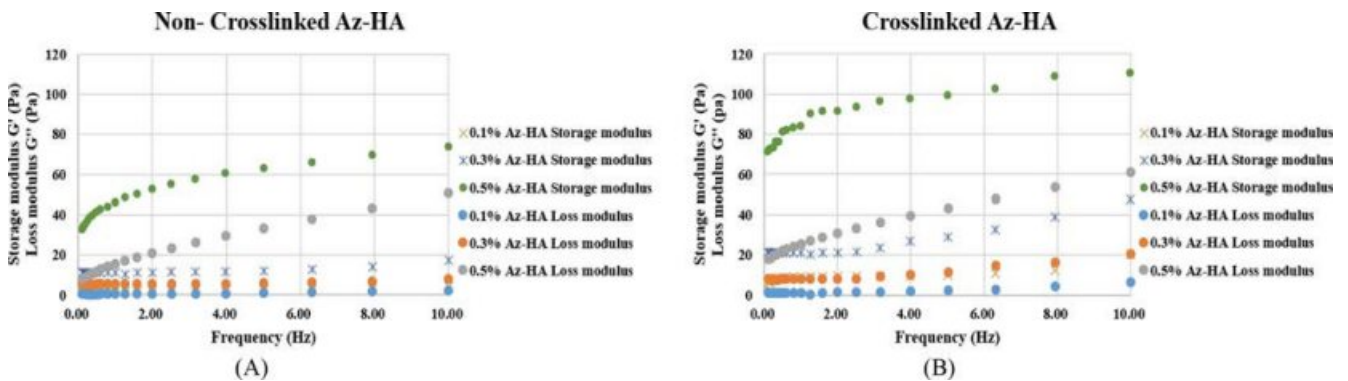 Non- Crosslinked Az-HA
Storage modulus G' (Pa)
Loss modulus G'' (Pa)
120
100
80
60
40
20
0
0.00 2.00 4.00 6.00 8.00 10.00
Frequency (Hz)
0.1% Az-HA Storage modulus
0.3% Az-HA Storage modulus
0.5% Az-HA Storage modulus
0.1% Az-HA Loss modulus
0.3% Az-HA Loss modulus
0.5% Az-HA Loss modulus
(A)
Crosslinked Az-HA
Storage modulus G' (Pa)
Loss modulus G'' (pa)
120
100
80
60
40
20
0
0.00 2.00 4.00 6.00 8.00 10.00
Frequency (Hz)
0.1% Az-HA Storage modulus
0.3% Az-HA Storage modulus
0.5% Az-HA Storage modulus
0.1% Az-HA Loss modulus
0.3% Az-HA Loss modulus
0.5% Az-HA Loss modulus
(B)